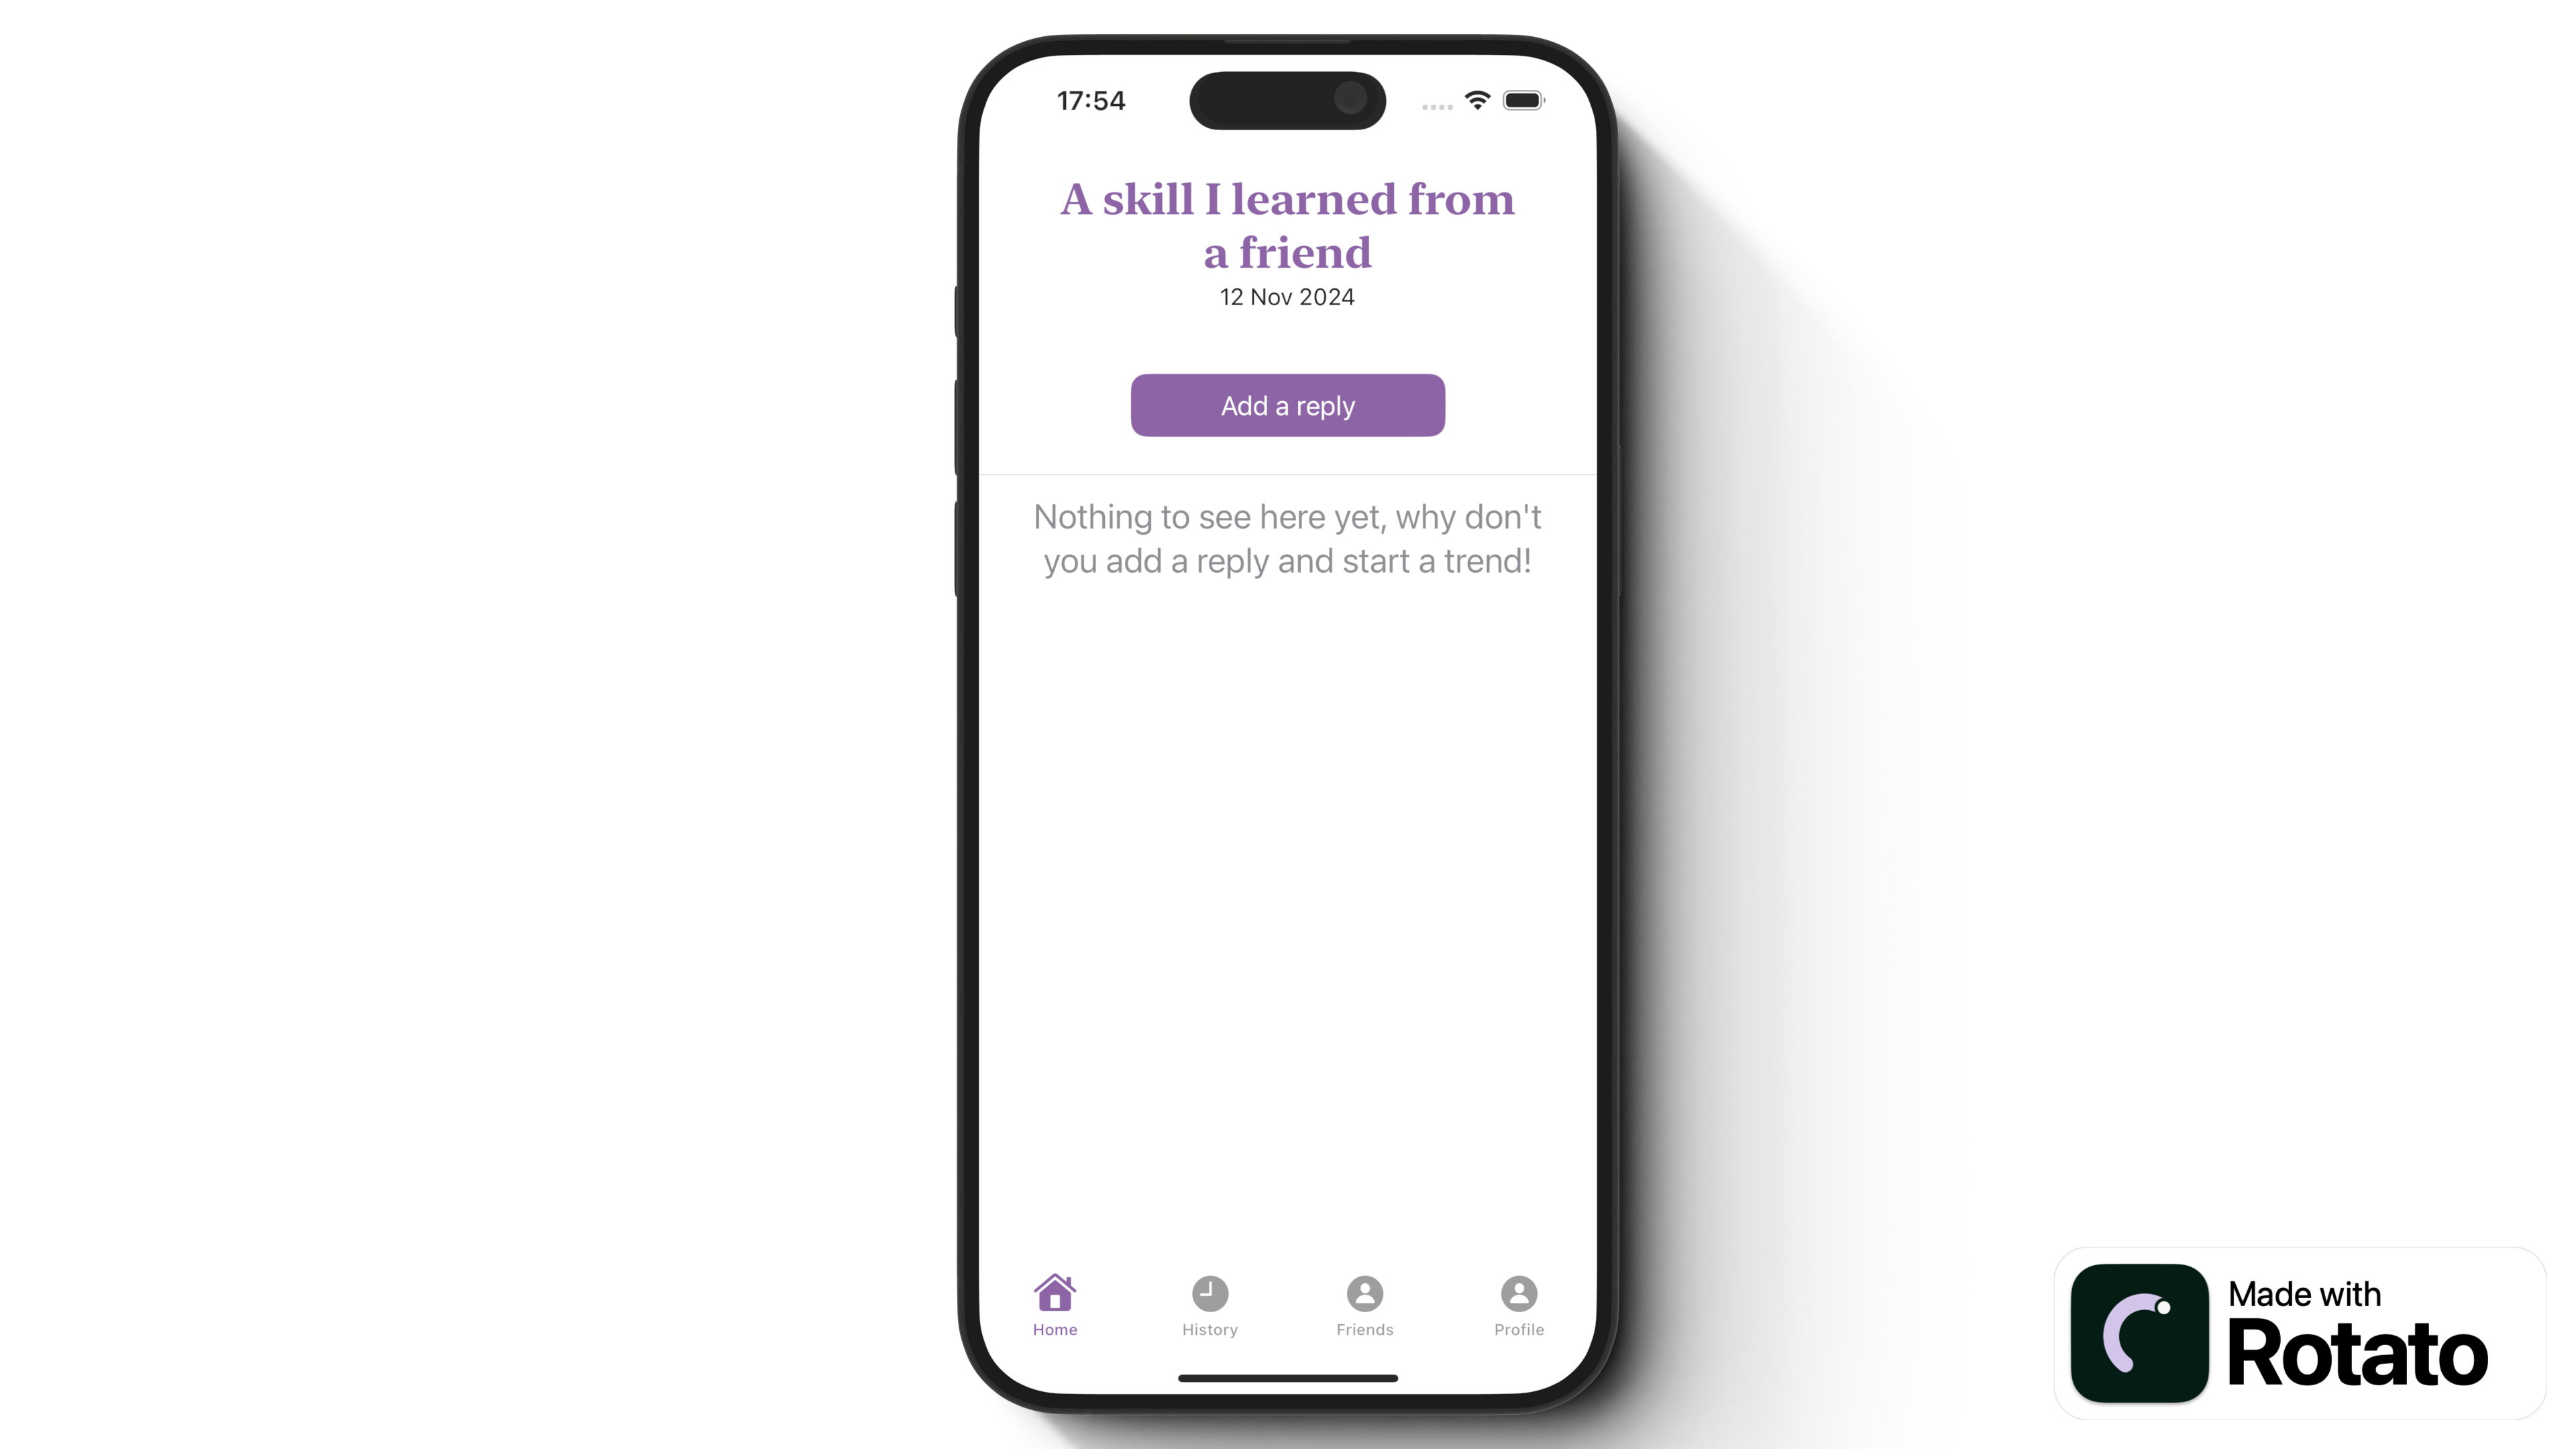 17:54
A skill I learned from
a friend
12 Nov 2024
Add a reply
Nothing to see here yet, why don't
you add a reply and start a trend!
Home
History
Friends
Profile
Made with
Rotato